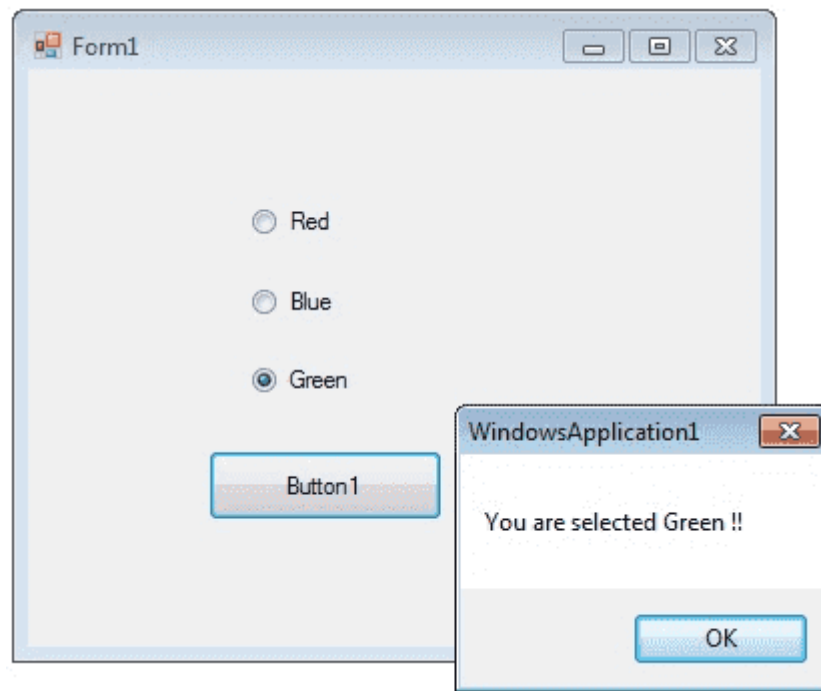 Form1
Red
Blue
Green
Button1
WindowsApplication1
You are selected Green !!
OK